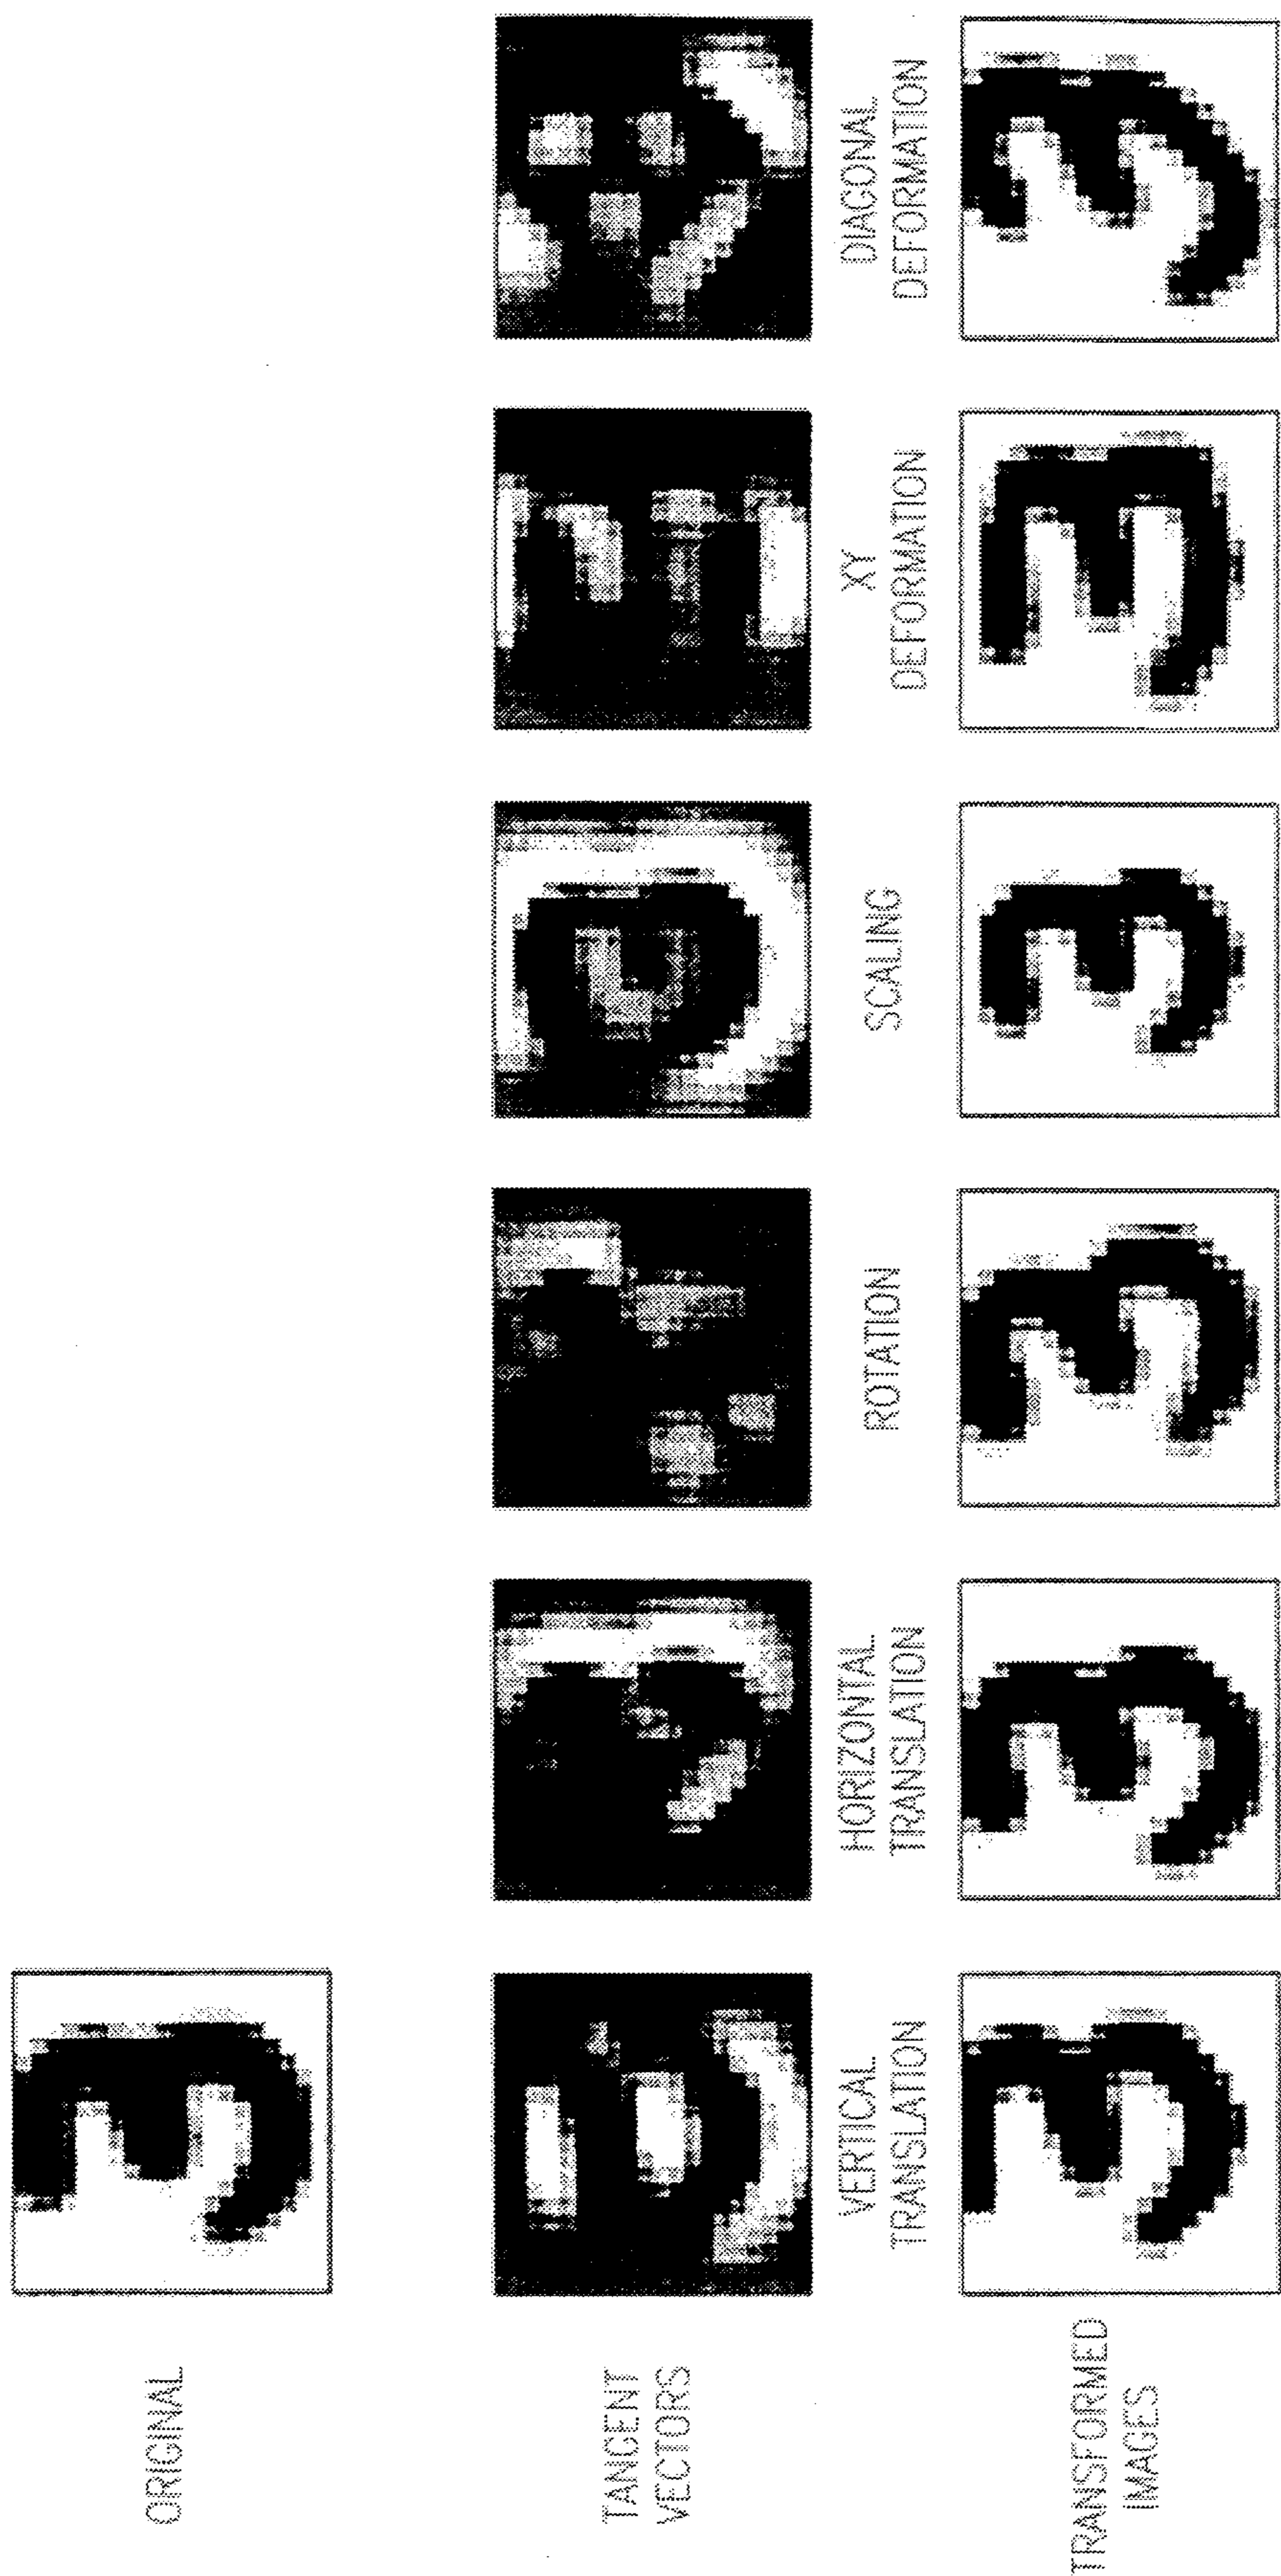 ORIGINAL
TANGENT
VECTORS
VERTICAL
TRANSLATION
HORIZONTAL
TRANSLATION
ROTATION
SCALING
XY
DEFORMATION
DIAGONAL
DEFORMATION
TRANSFORMED
IMAGES